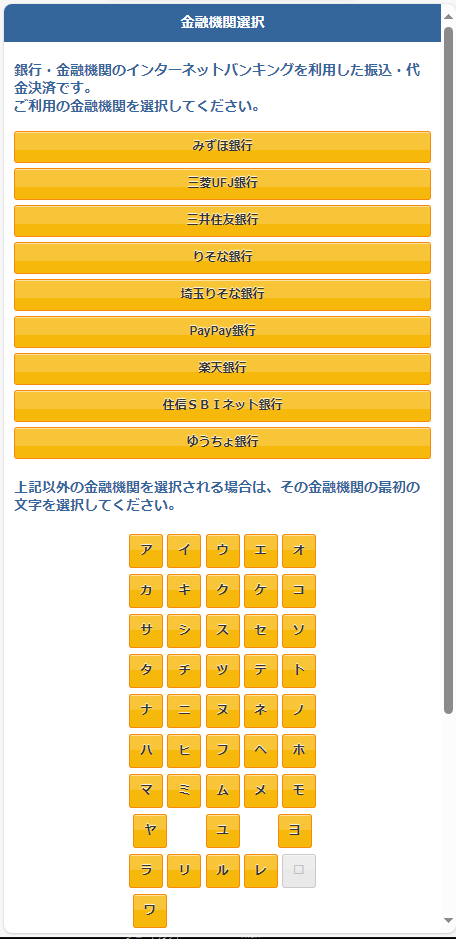 金融機関選択
銀行・金融機関のインターネットバンキングを利用した振込・代
金決済です。
ご利用の金融機関を選択してください。
みずほ銀行
三菱UFJ銀行
三井住友銀行
りそな銀行
埼玉りそな銀行
PayPay銀行
楽天銀行
住信ＳＢＩネット銀行
ゆうちょ銀行
上記以外の金融機関を選択される場合は、その金融機関の最初の
文字を選択してください。
ア イ ウ エ オ
カ キ ク ケ コ
サ シ ス セ ソ
タ チ ツ テ ト
ナ ニ ヌ ネ ノ
ハ ヒ フ ヘ ホ
マ ミ ム メ モ
ヤ ユ ヨ
ラ リ ル レ ロ
ワ